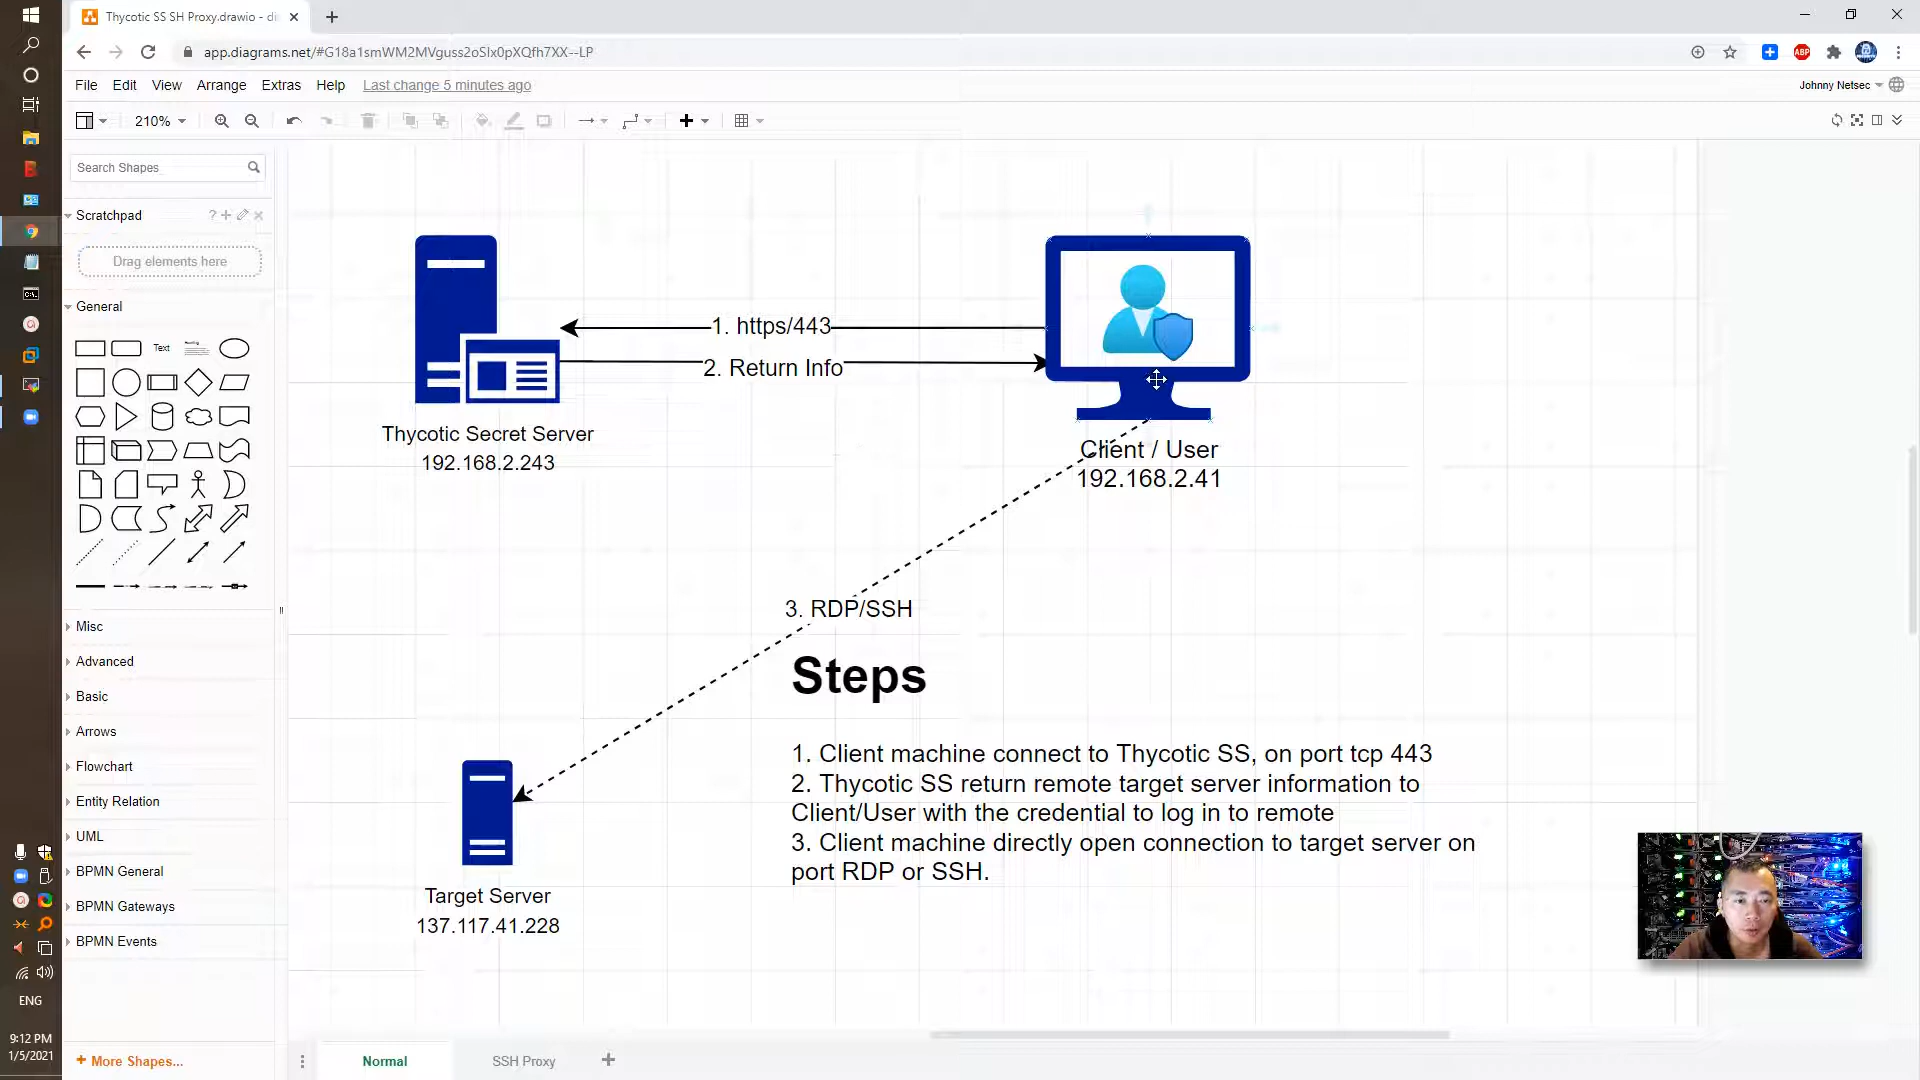 Thycotic SS SH Proxy.drawio - di
app.diagrams.net/#G18a1smWM2MVguss2oSIx0pXQfh7XX--LP
ABP
File Edit View Arrange Extras Help Last change 5 minutes ago
Johnny Netsec
210%
Search Shapes
Scratchpad
?
Drag elements here
General
Text
Heading
Misc
Advanced
Basic
Arrows
Flowchart
Entity Relation
UML
BPMN General
BPMN Gateways
BPMN Events
+ More Shapes...
1. https/443
2. Return Info
Thycotic Secret Server
192.168.2.243
Client / User
192.168.2.41
3. RDP/SSH
Steps
1. Client machine connect to Thycotic SS, on port tcp 443
2. Thycotic SS return remote target server information to
Client/User with the credential to log in to remote
3. Client machine directly open connection to target server on
port RDP or SSH.
Target Server
137.117.41.228
Normal
SSH Proxy
ENG
9:12 PM
1/5/2021